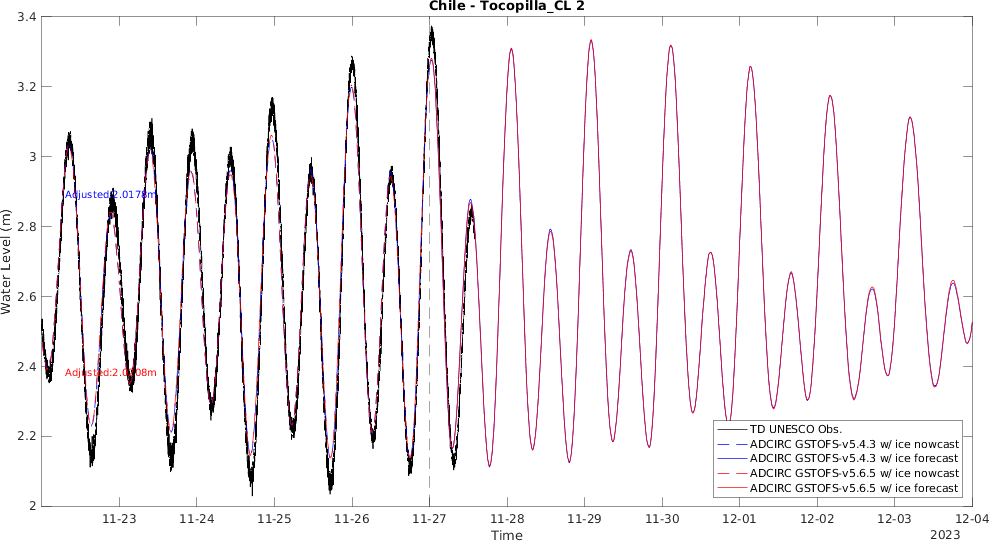 Chile - Tocopilla_CL 2
3.4
3.2
3
2.8
2.6
2.4
2.2
2
Water Level (m)
Adjusted:2.0178m
11-23
11-24
11-25
11-26
11-27
11-28
11-29
11-30
12-01
12-02
12-03
12-04
Time
2023
TD UNESCO Obs.
ADCIRC GSTOFS-v5.4.3 w/ ice nowcast
ADCIRC GSTOFS-v5.4.3 w/ ice forecast
ADCIRC GSTOFS-v5.6.5 w/ ice nowcast
ADCIRC GSTOFS-v5.6.5 w/ ice forecast